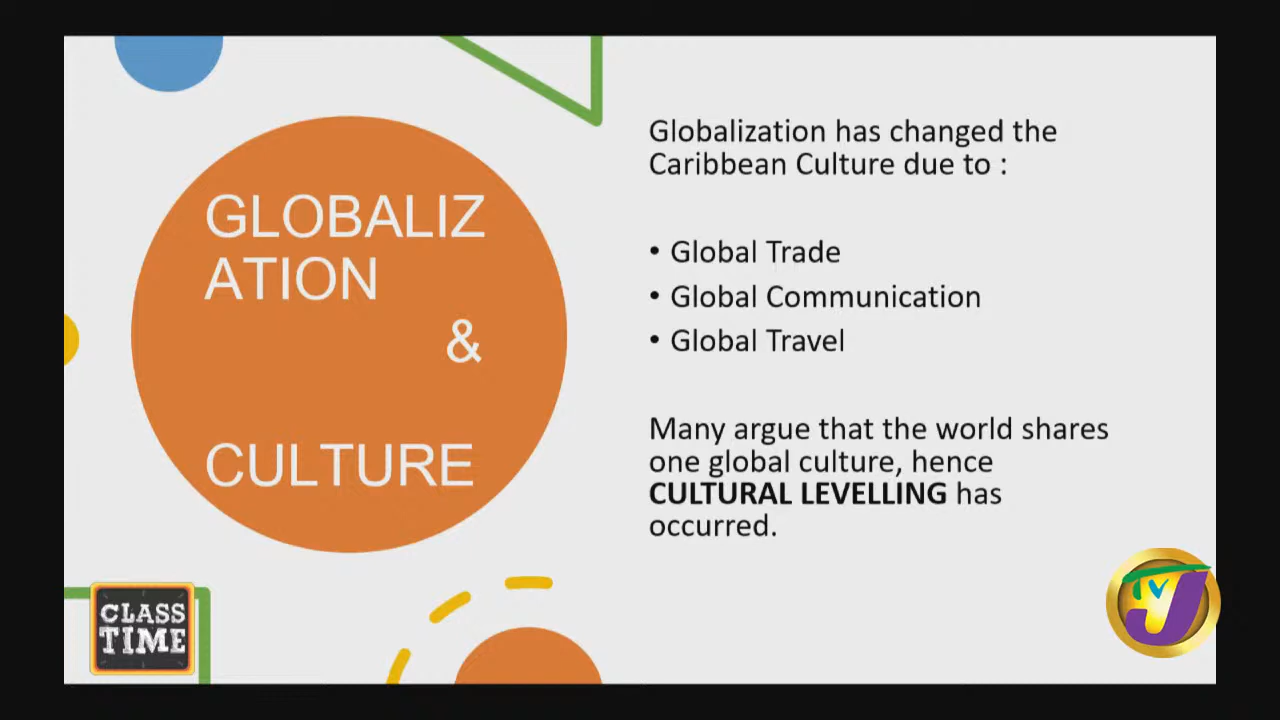 GLOBALIZ
ATION
&
CULTURE
Globalization has changed the
Caribbean Culture due to :
• Global Trade
• Global Communication
• Global Travel
Many argue that the world shares
one global culture, hence
CULTURAL LEVELLING has
occurred.
CLASS
TIME
TVJ